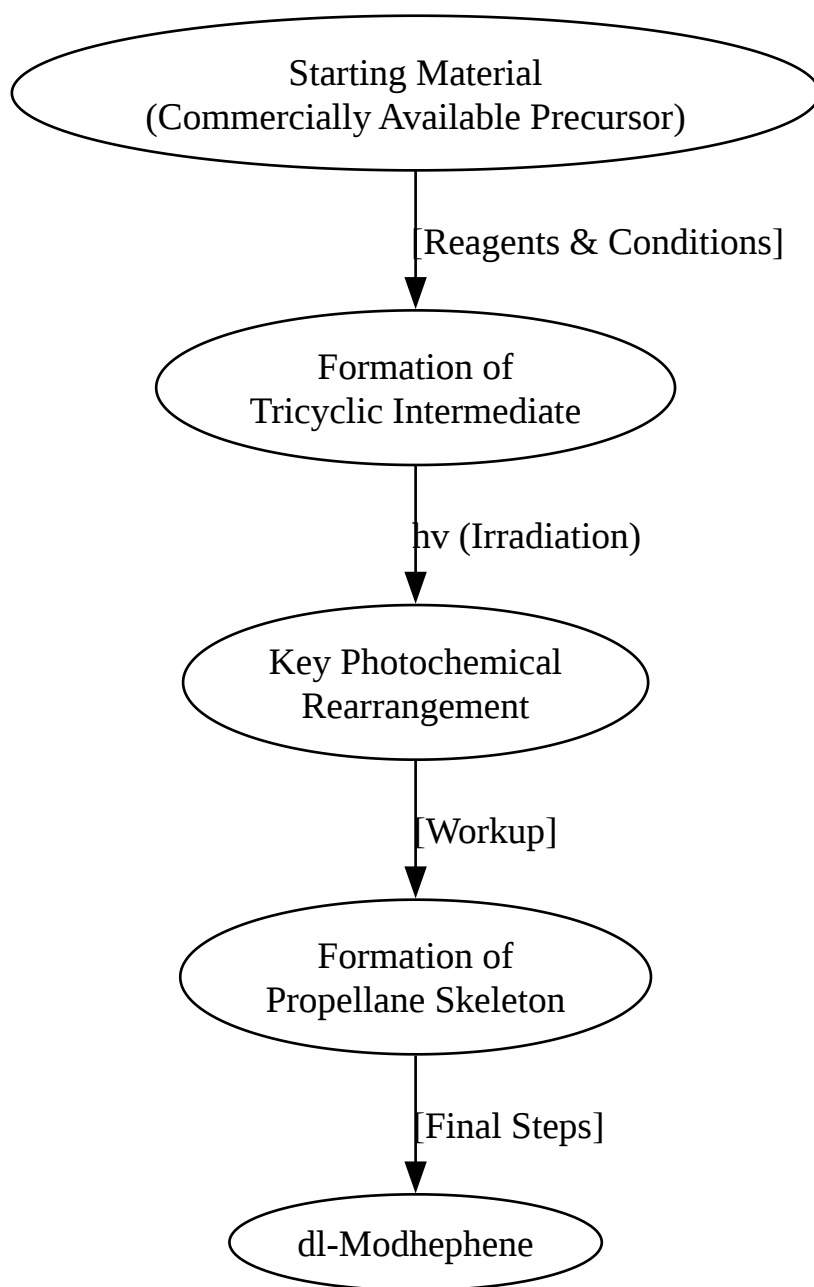 Starting Material
(Commercially Available Precursor)
[Reagents & Conditions]
Formation of
Tricyclic Intermediate
hv (Irradiation)
Key Photochemical
Rearrangement
[Workup]
Formation of
Propellane Skeleton
[Final Steps]
dl-Modhephene